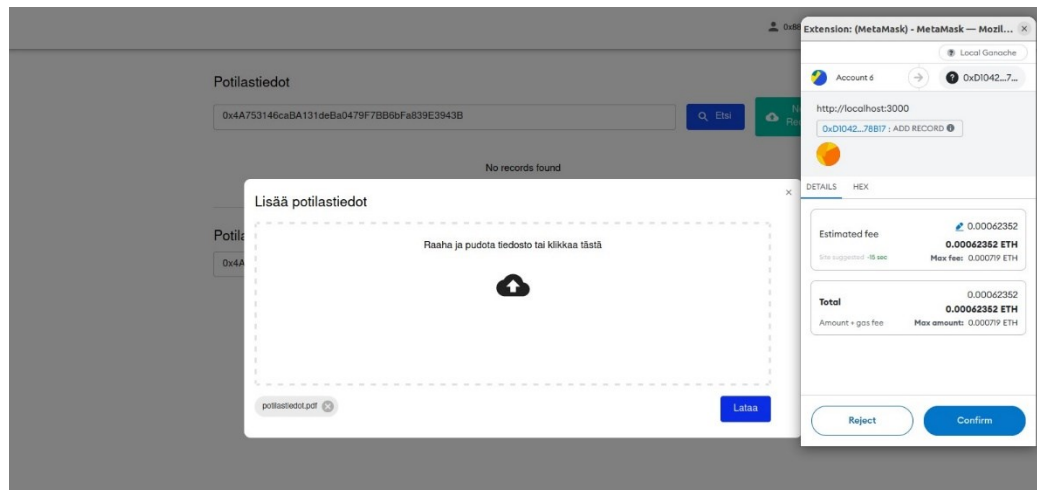 0x88
Potilastiedot
0x4A753146caBA131deBa0479F7BB6bFa839E3943B
Etsi
No records found
Lisää potilastiedot
×
Raaha ja pudota tiedosto tai klikkaa tästä
potilastiedot.pdf
Lataa
Potila
0x4A
Extension: (MetaMask) - MetaMask — Mozil... ×
Local Ganache
Account 6
0xD1042...7...
http://localhost:3000
0xD1042...78B17 : ADD RECORD
DETAILS HEX
Estimated fee
0.00062352
0.00062352 ETH
Site suggested ~15 sec
Max fee: 0.000719 ETH
Total
0.00062352
0.00062352 ETH
Amount + gas fee
Max amount: 0.000719 ETH
Reject
Confirm